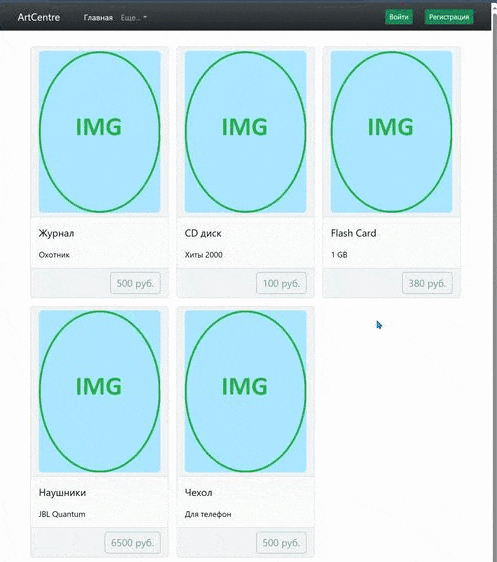 ArtCentre Главная Еще... Войти Регистрация
IMG IMG IMG
Журнал CD диск Flash Card
Охотник Хиты 2000 1 GB
500 руб. 100 руб. 380 руб.
IMG IMG
Наушники Чехол
JBL Quantum Для телефон
6500 руб. 500 руб.